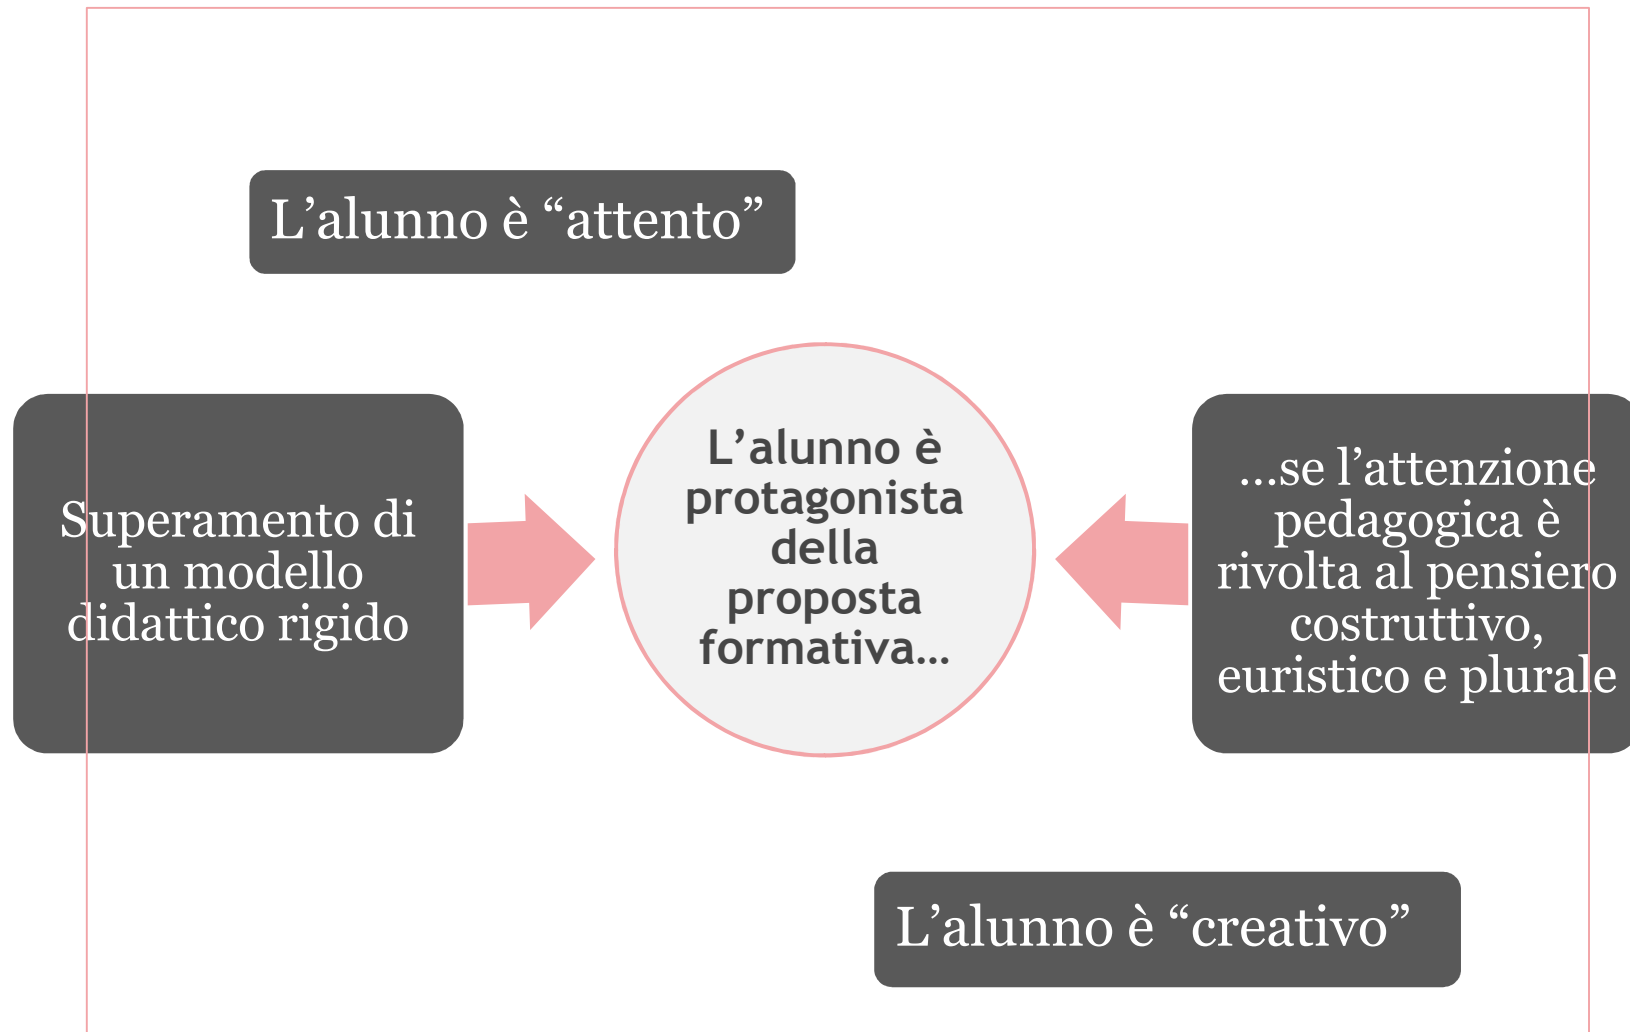 L’alunno è “attento”
Superamento di
un modello
didattico rigido
L’alunno è
protagonista
della
proposta
formativa…
…se l’attenzione
pedagogica è
rivolta al pensiero
costruttivo,
euristico e plurale
L’alunno è “creativo”